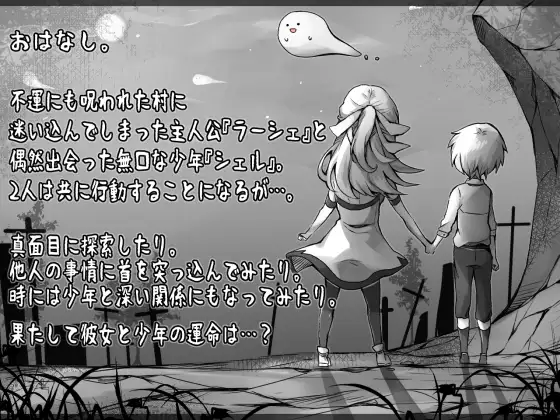 おはなし。
不運にも呪われた村に
迷い込んでしまった主人公『ラーシェ』と
偶然出会った無口な少年『シェル』。
2人は共に行動することになるが…。
真面目に探索したり。
他人の事情に首を突っ込んでみたり。
時には少年と深い関係にもなってみたり。
果たして彼女と少年の運命は…？